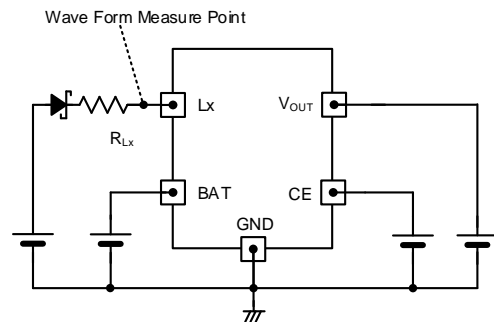 Wave Form Measure Point
Lx
VOUT
RLx
BAT
CE
GND